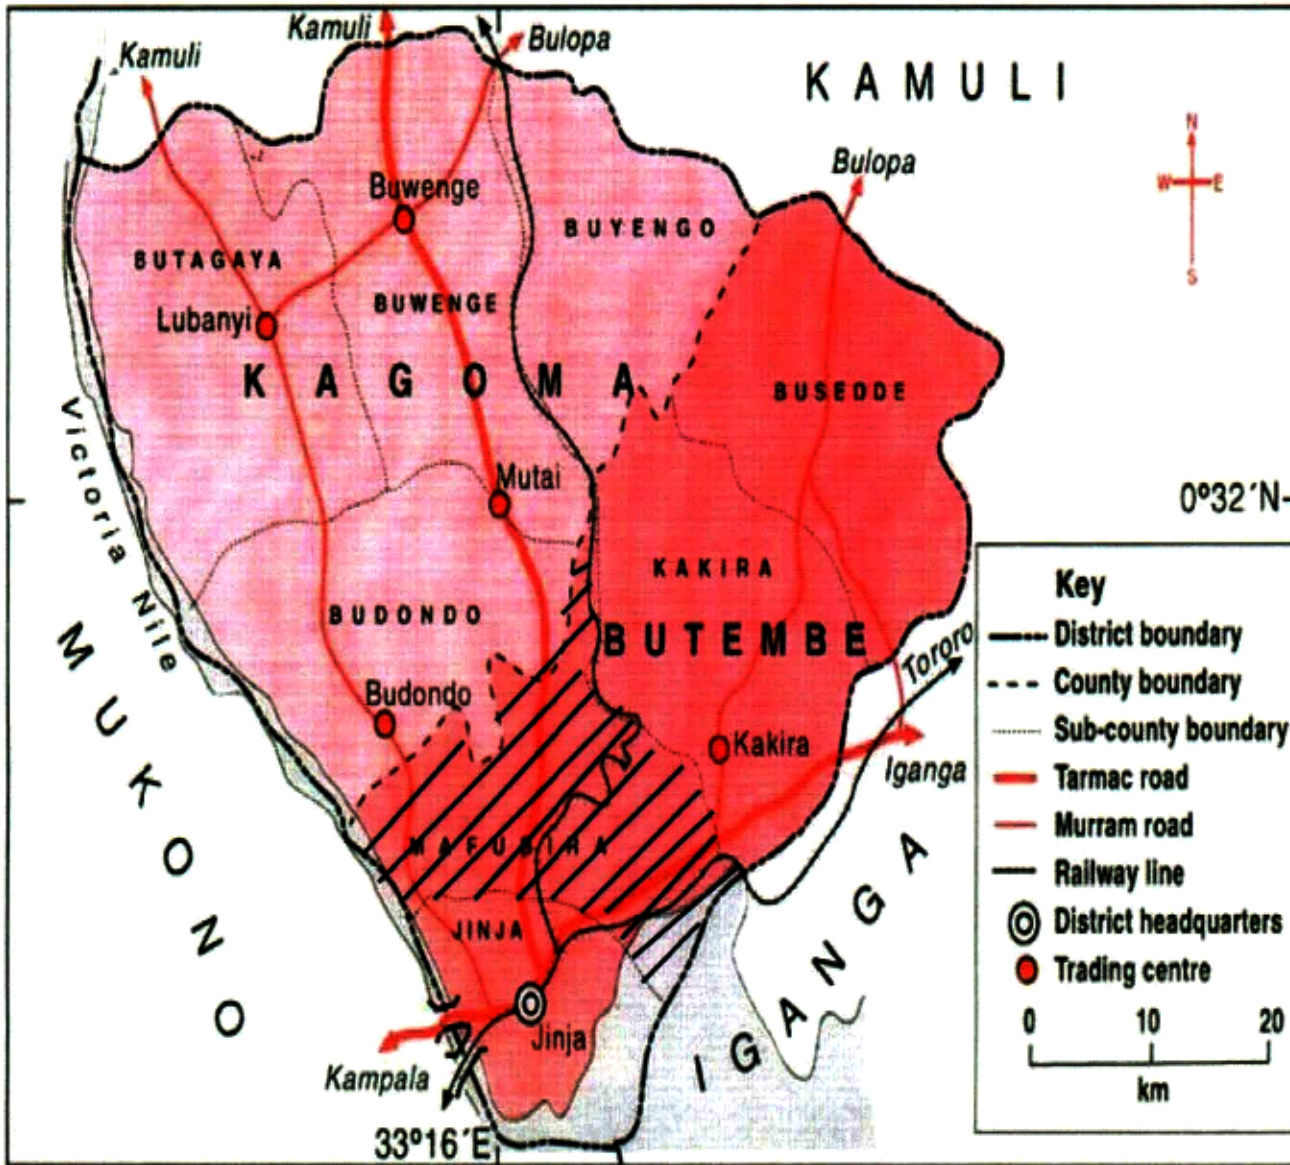 Kamuli
Kamuli
Bulopa
KAMULI
N
W E
S
Bulopa
Buwenge
BUYENGO
BUTAGAYA
BUWENGE
Lubanyi
KAGOMA
BUSEDDE
Victoria Nile
Mutai
0°32´N
KAKIRA
BUDONDO
BUTEMBE
Tororo
MUKONO
Budondo
Kakira
Iganga
MAFUBIRA
JINJA
Jinja
IGANGA
Kampala
33°16´E
Key
District boundary
County boundary
Sub-county boundary
Tarmac road
Murram road
Railway line
District headquarters
Trading centre
0 10 20
km